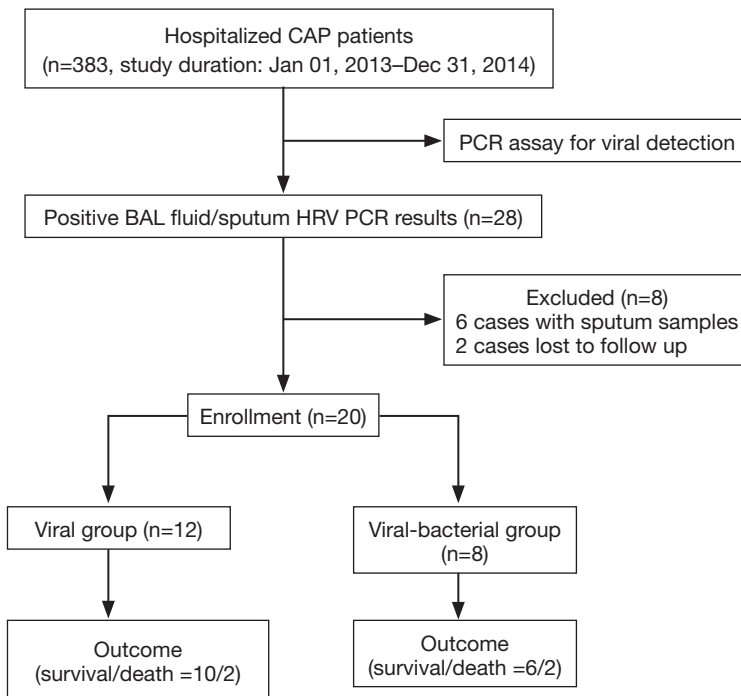 Hospitalized CAP patients
(n=383, study duration: Jan 01, 2013–Dec 31, 2014)
PCR assay for viral detection
Positive BAL fluid/sputum HRV PCR results (n=28)
Excluded (n=8)
6 cases with sputum samples
2 cases lost to follow up
Enrollment (n=20)
Viral group (n=12)
Viral-bacterial group
(n=8)
Outcome
(survival/death =10/2)
Outcome
(survival/death =6/2)